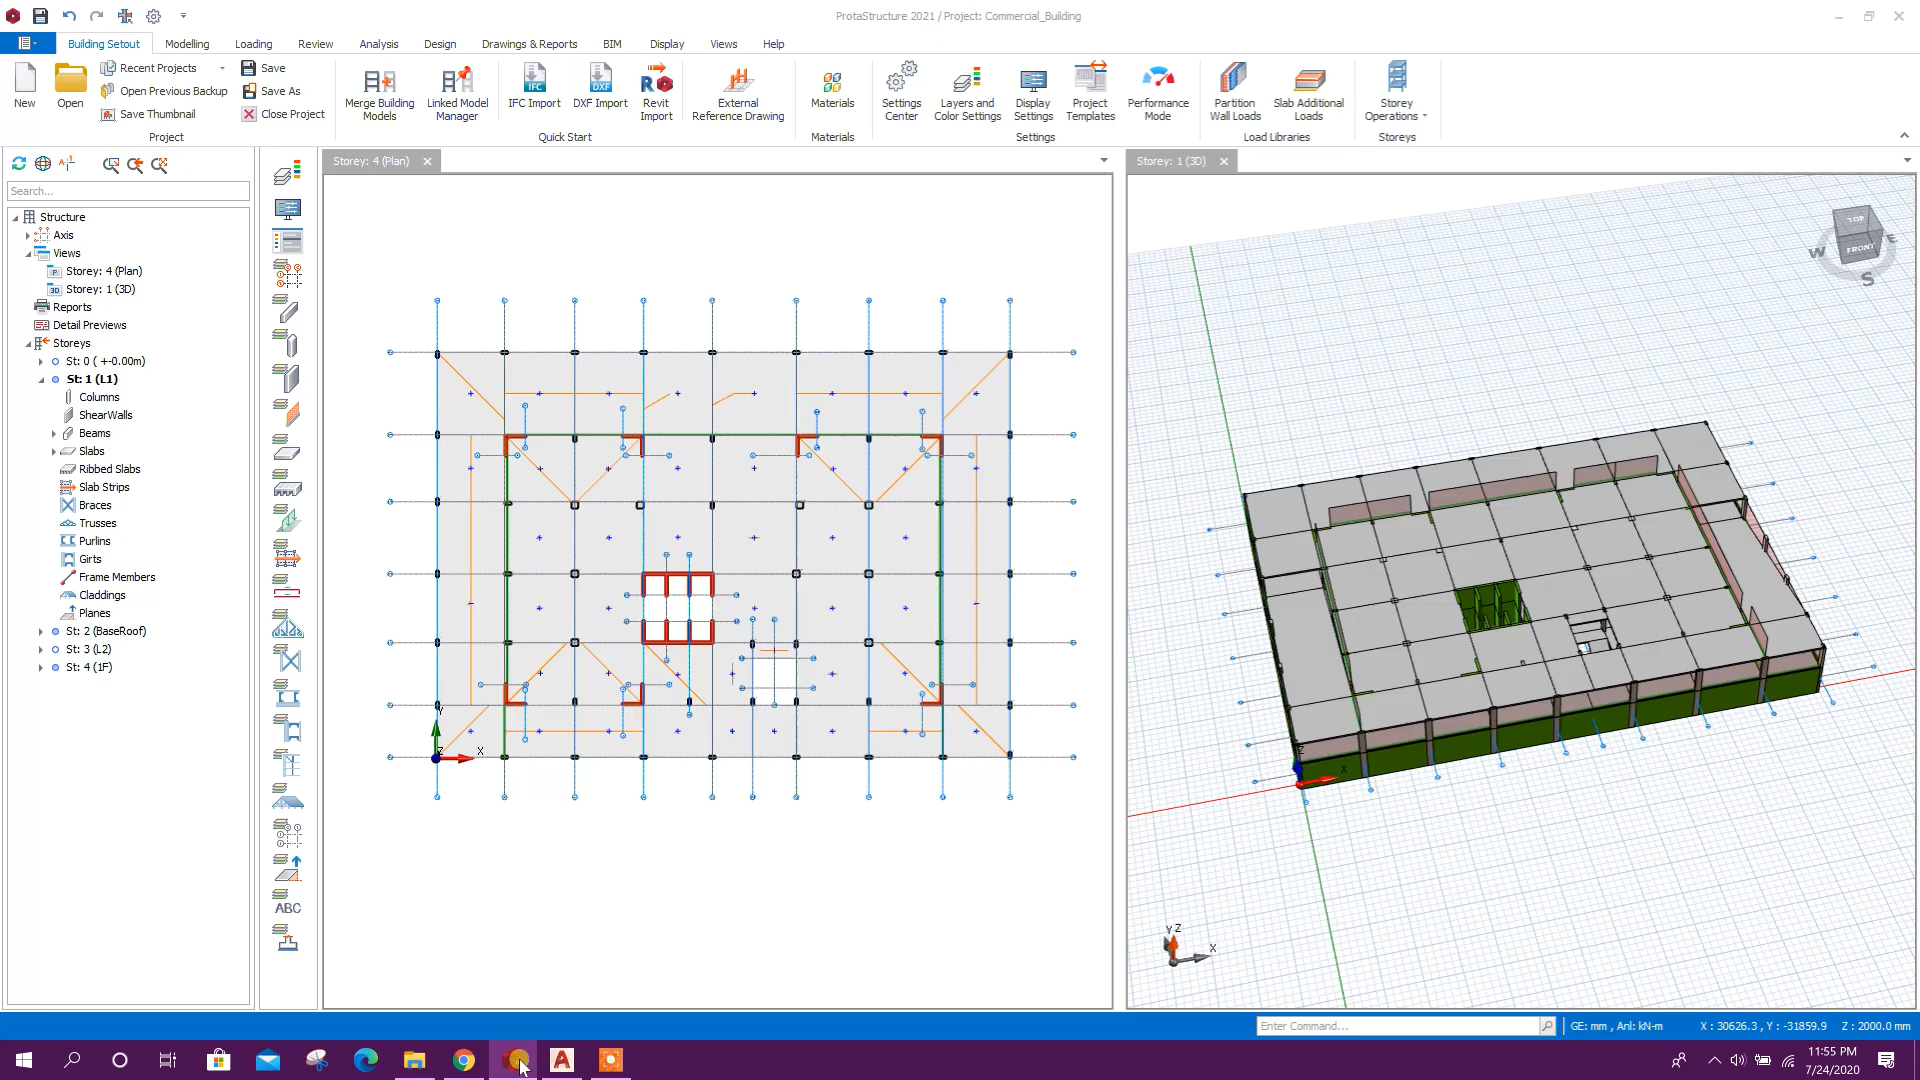 ProtaStructure 2021 / Project: Commercial_Building
Building Setout
Modelling
Loading
Review
Analysis
Design
Drawings & Reports
BIM
Display
Views
Help
New
Open
Recent Projects
Open Previous Backup
Save Thumbnail
Save
Save As
Close Project
Project
Merge Building
Models
Linked Model
Manager
IFC
IFC Import
DXF
DXF Import
R
Revit
Import
External
Reference Drawing
Quick Start
Materials
Materials
Settings
Center
Layers and
Color Settings
Display
Settings
Project
Templates
Performance
Mode
Settings
Partition
Wall Loads
Slab Additional
Loads
Load Libraries
Storey
Operations
Storeys
Search...
Structure
Axis
Views
P Storey: 4 (Plan)
3D Storey: 1 (3D)
Reports
Detail Previews
Storeys
St: 0 ( +-0.00m)
St: 1 (L1)
Columns
ShearWalls
Beams
Slabs
Ribbed Slabs
Slab Strips
Braces
Trusses
Purlins
Girts
Frame Members
Claddings
Planes
St: 2 (BaseRoof)
St: 3 (L2)
St: 4 (1F)
ABC
Storey: 4 (Plan)
Y
Z
X
Storey: 1 (3D)
TOP
FRONT
W
E
S
Z
X
Y Z
X
Enter Command...
GE: mm , Anl: kN-m
X : 30626.3 , Y : -31859.9
Z : 2000.0 mm
A
11:55 PM
7/24/2020